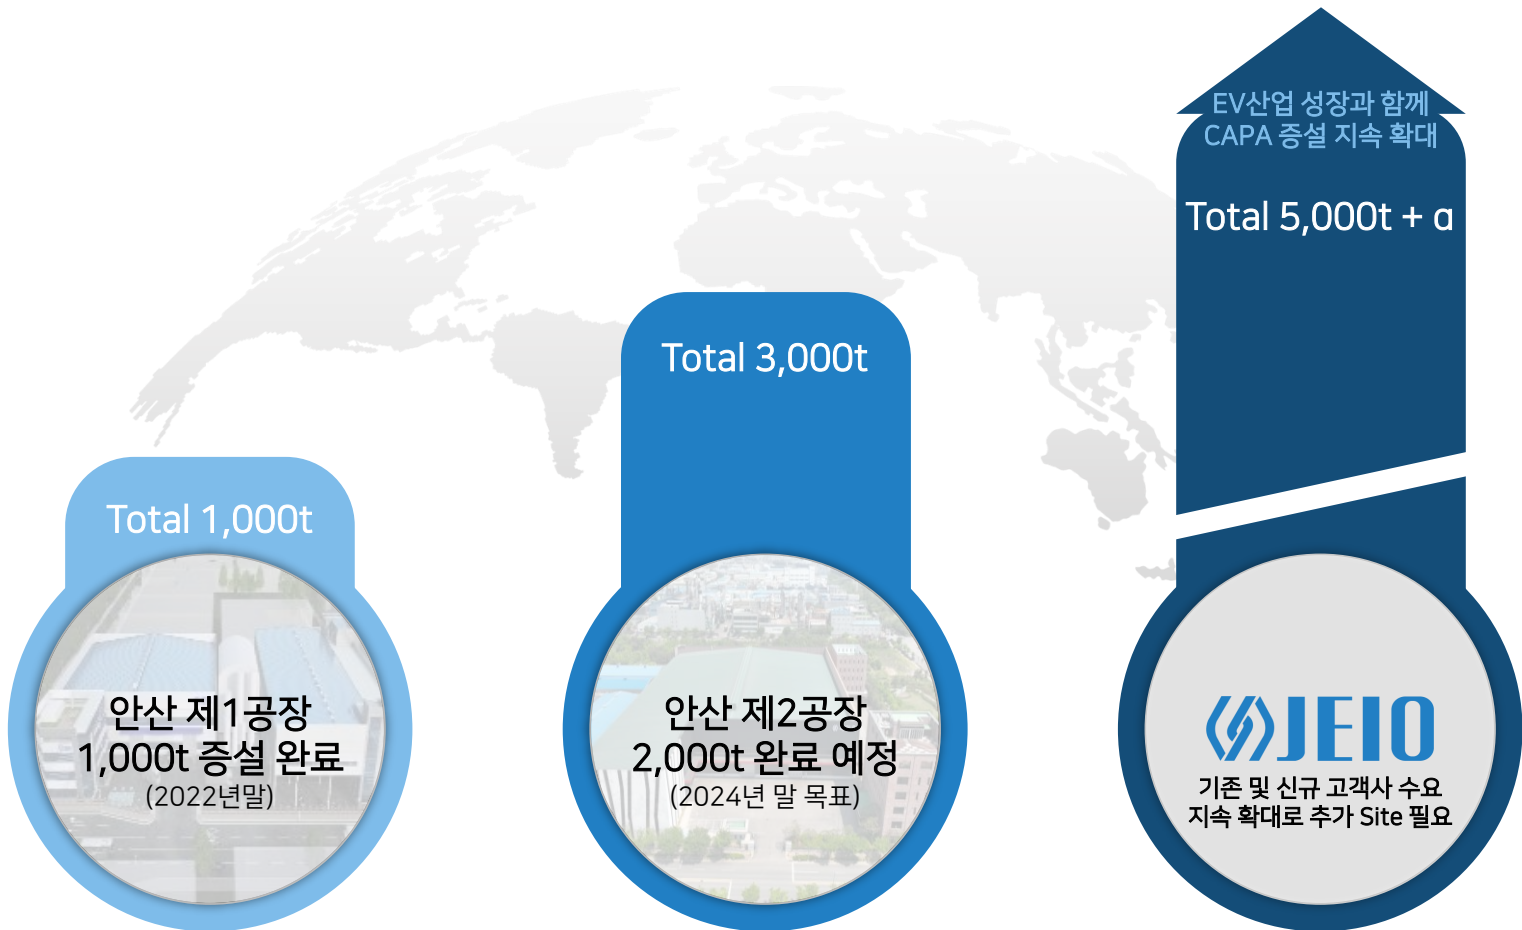 Total 1,000t
안산 제1공장
1,000t 증설 완료
(2022년말)
Total 3,000t
안산 제2공장
2,000t 완료 예정
(2024년 말 목표)
EV산업 성장과 함께
CAPA 증설 지속 확대
Total 5,000t + α
JEIO
기존 및 신규 고객사 수요
지속 확대로 추가 Site 필요